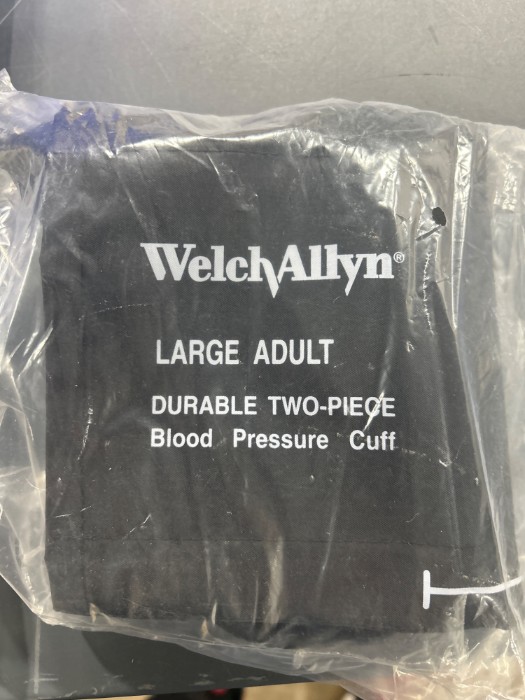 WelchAllyn®
LARGE ADULT
DURABLE TWO-PIECE
Blood Pressure Cuff